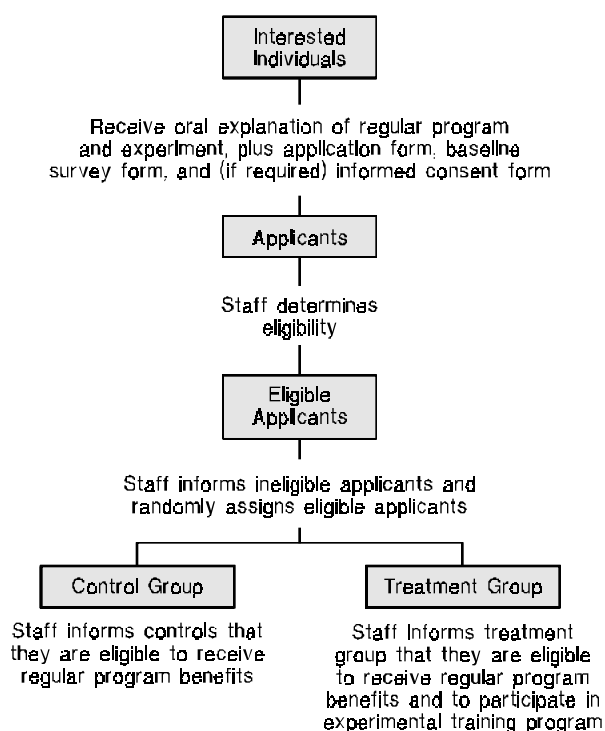 Interested
Individuals
Receive oral explanation of regular program
and experiment, plus application form, baseline
survey form, and (if required) informed consent form
Applicants
Staff determines
eligibility
Eligible
Applicants
Staff informs ineligible applicants and
randomly assigns eligible applicants
Control Group
Staff informs controls that
they are eligible to receive
regular program benefits
Treatment Group
Staff Informs treatment
group that they are eligible
to receive regular program
benefits and to participate in
experimental training program